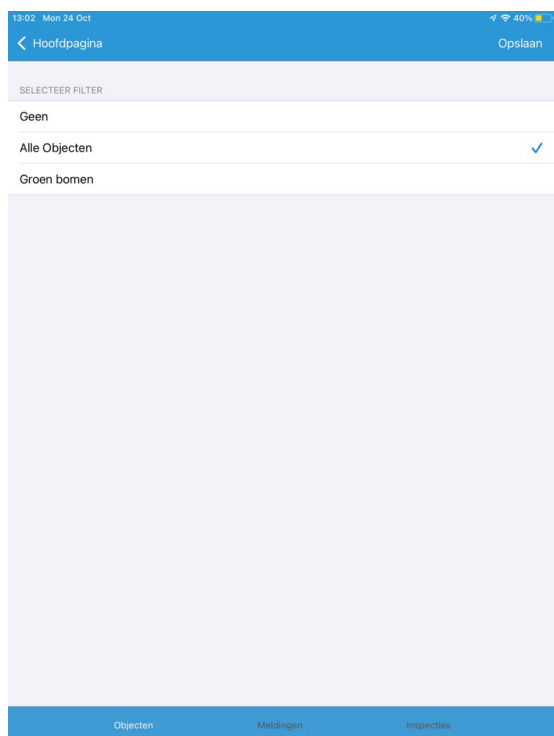 13:02 Mon 24 Oct 40%
Hoofdpagina Opslaan
SELECTEER FILTER
Geen
Alle Objecten
Groen bomen
Objecten Meldingen Inspecties